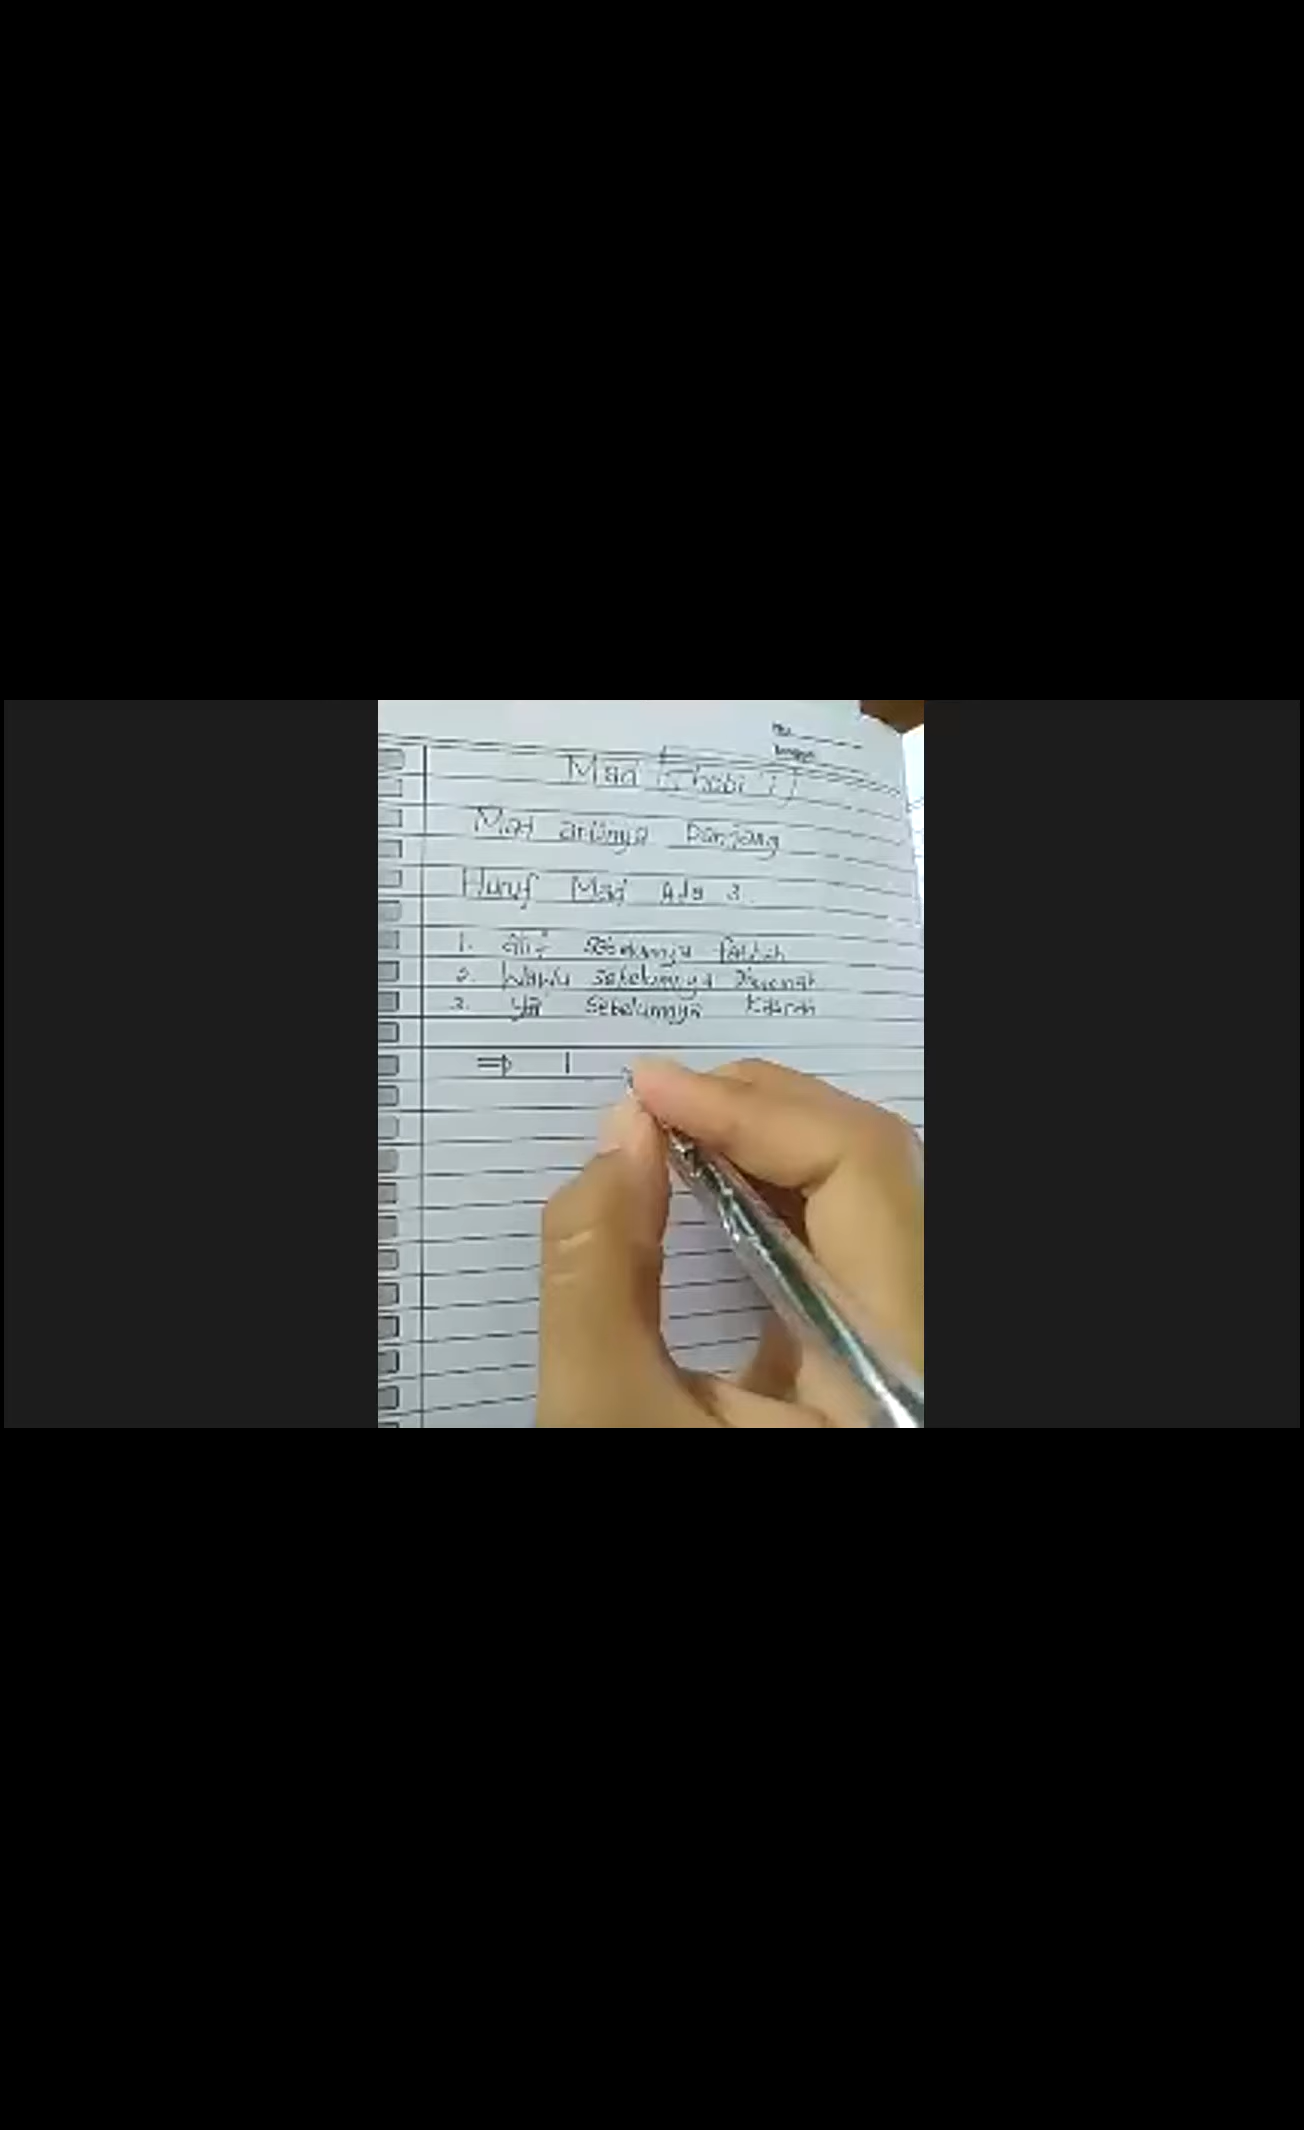 No
Mad Thobi'i
Mad artinya Panjang
Huruf Mad Ada 3
1. alif sebelumnya fathah
2. Wawu sebelumnya
3. Ya' sebelumnya Kasrah
⇒ ا